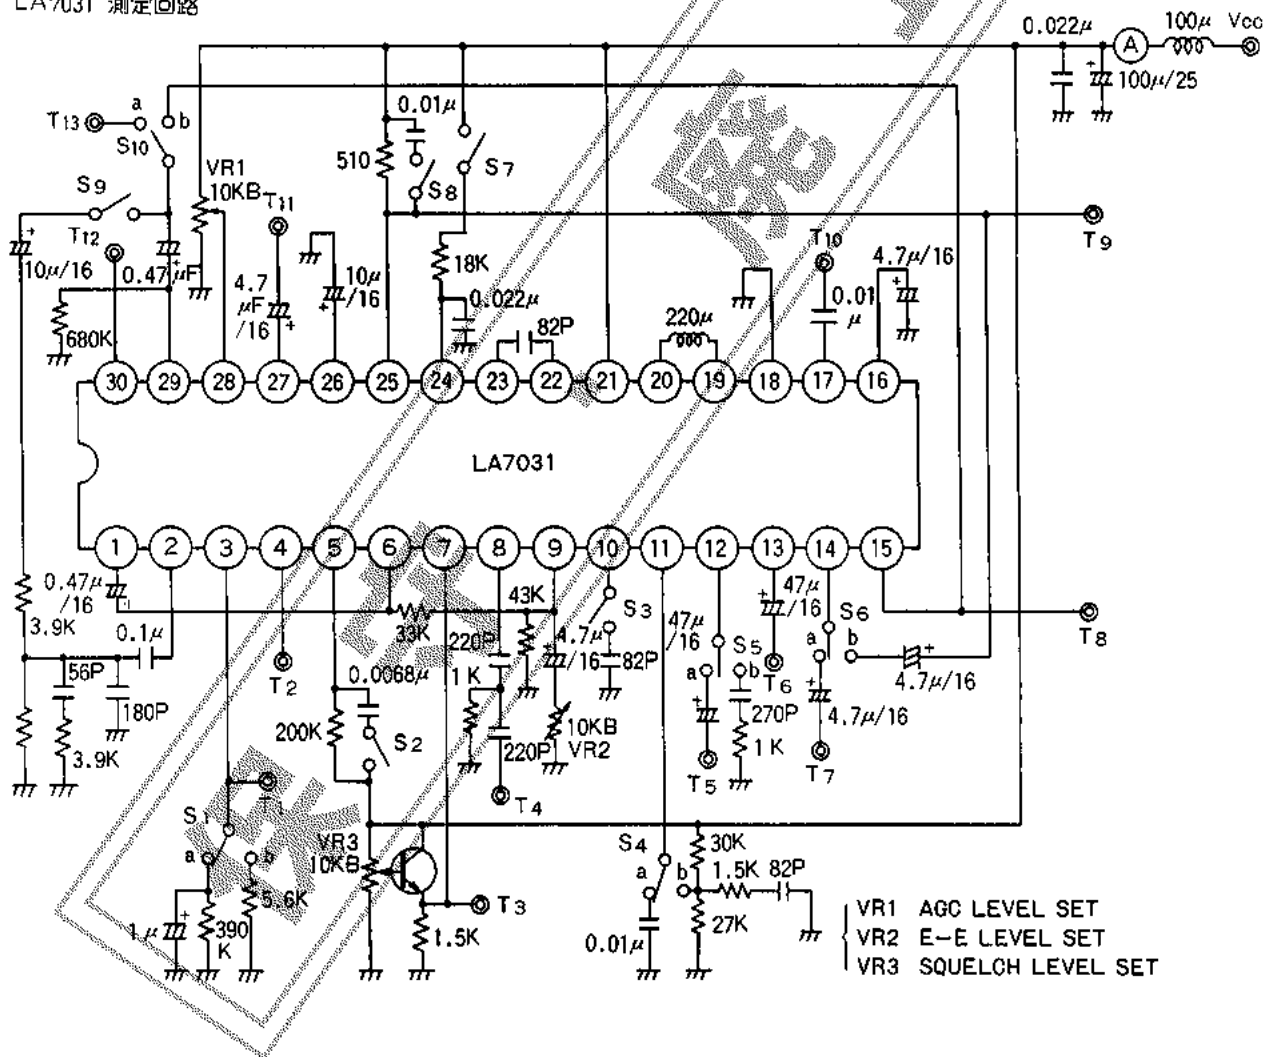 LA7031 測定回路
0.022μ
A
100μ
Vcc
100μ/25
T13
a
b
S10
0.01μ
510
S8
S7
VR1
10KB
T11
S9
T12
10μ/16
0.47μF
680K
4.7
μF
/16
10μ
/16
18K
0.022μ
82P
220μ
T10
0.01
μ
4.7μ/16
T9
30 29 28 27 26 25 24 23 22 21 20 19 18 17 16
LA7031
1 2 3 4 5 6 7 8 9 10 11 12 13 14 15
0.47μ
/16
3.9K
0.1μ
56P
180P
3.9K
T2
33K
0.0068μ
200K
S2
220P
1K
220P
T4
43K
4.7μ
/16
10KB
VR2
S3
82P
47μ
/16
S5
a
b
T5
270P
1K
47μ
/16
T6
S6
a
b
4.7μ/16
T7
4.7μ/16
T8
S1
a
b
T1
1μ
390
K
5.6K
VR3
10KB
T3
1.5K
S4
a
b
0.01μ
30K
1.5K
82P
27K
VR1 AGC LEVEL SET
VR2 E-E LEVEL SET
VR3 SQUELCH LEVEL SET